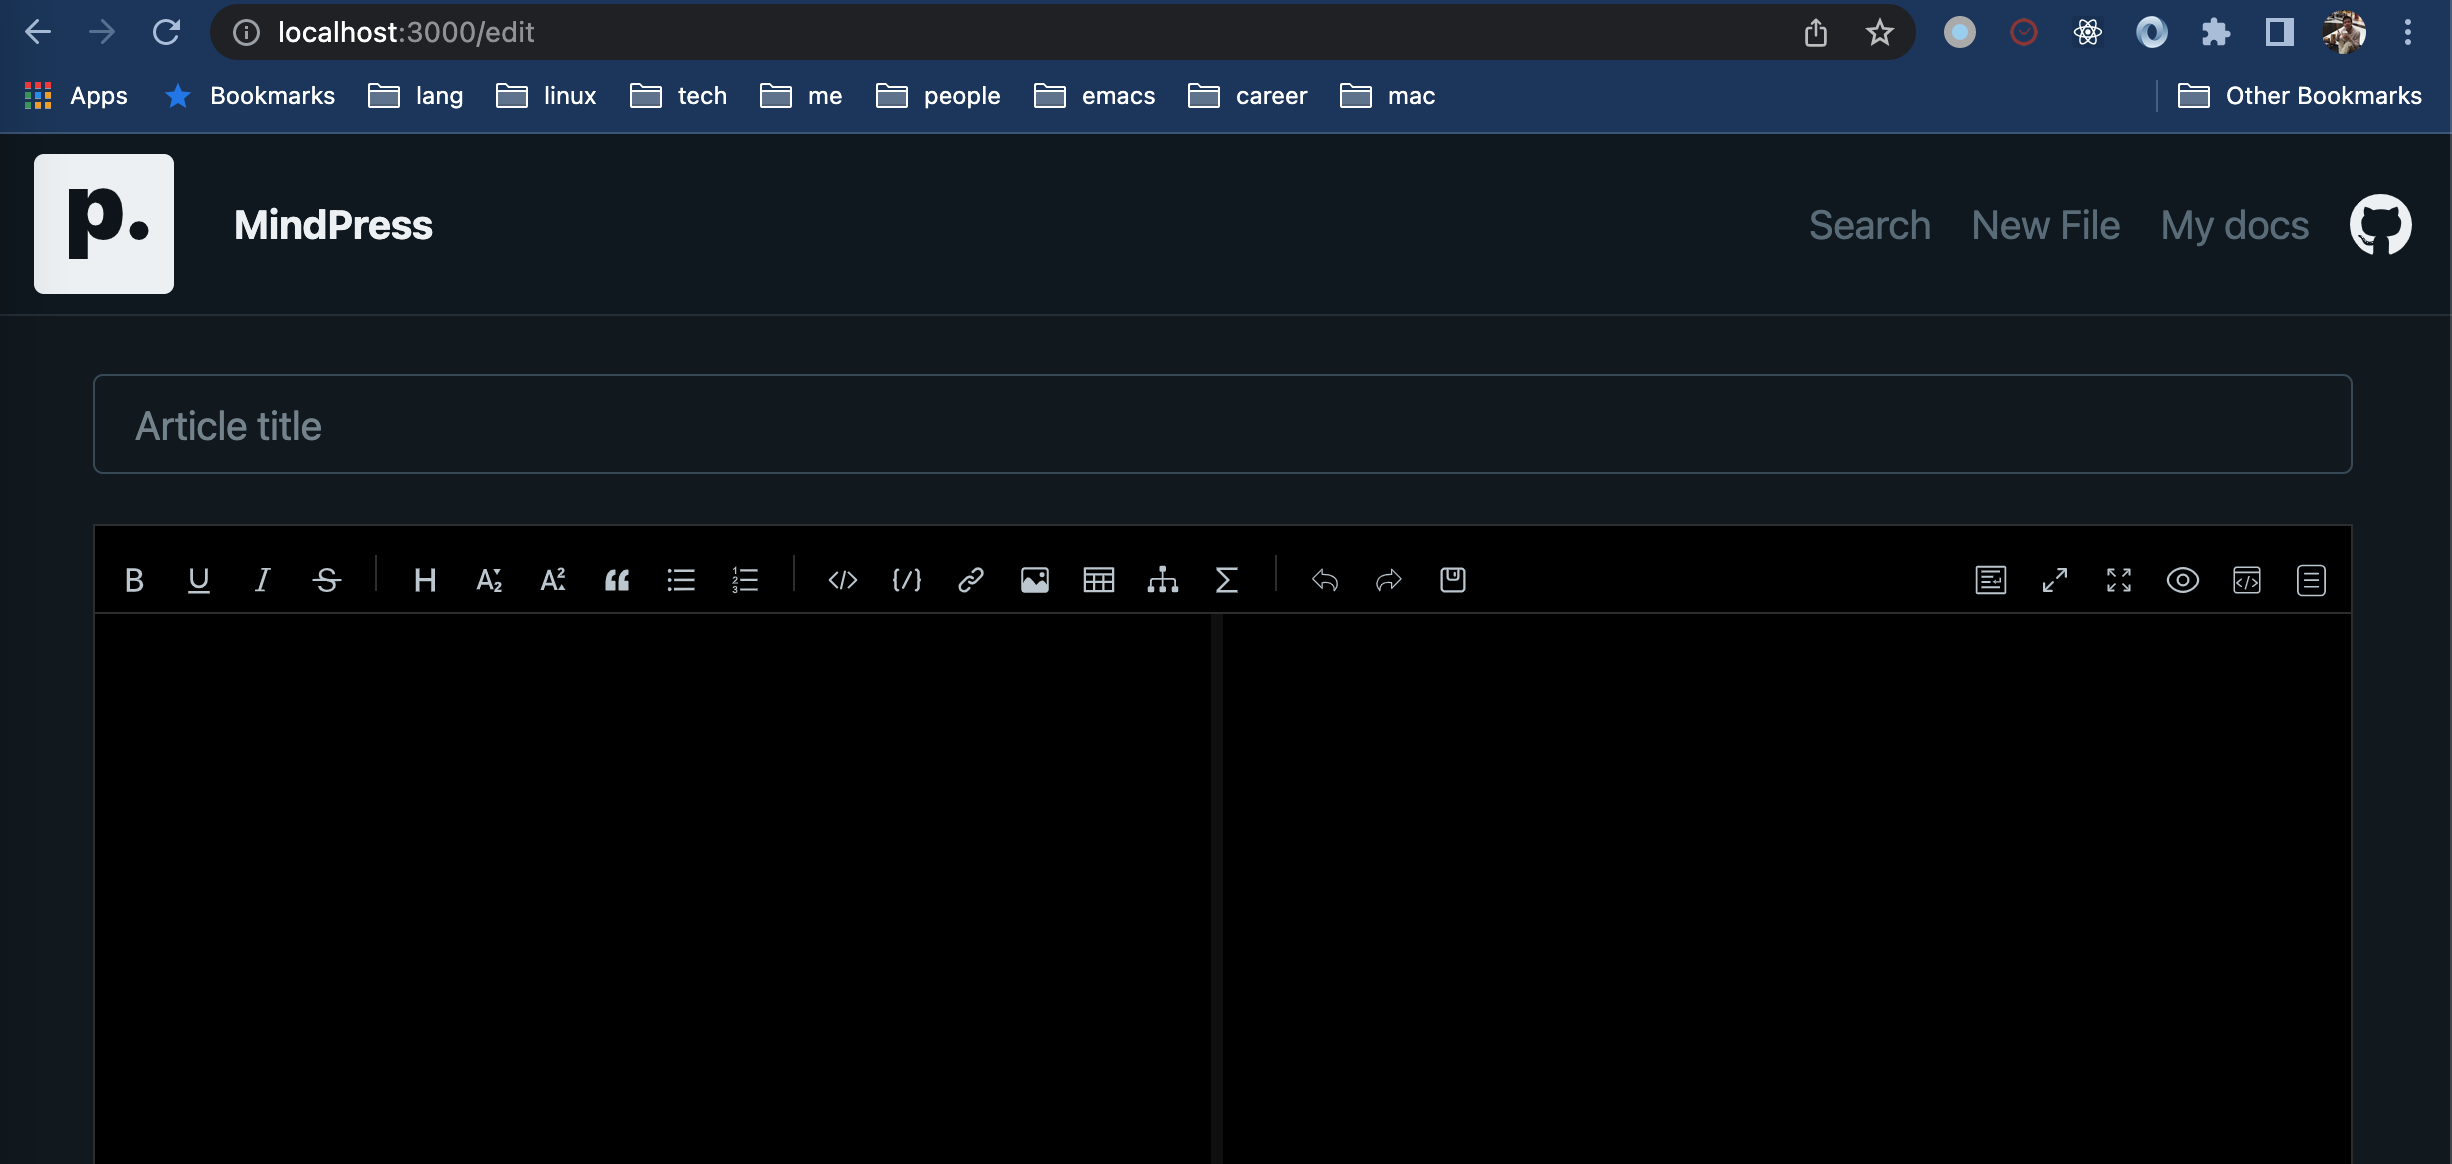 localhost:3000/edit
Apps Bookmarks lang linux tech me people emacs career mac Other Bookmarks
p. MindPress Search New File My docs
Article title
B U I S H A2 A2 “ </> {/} Σ </>